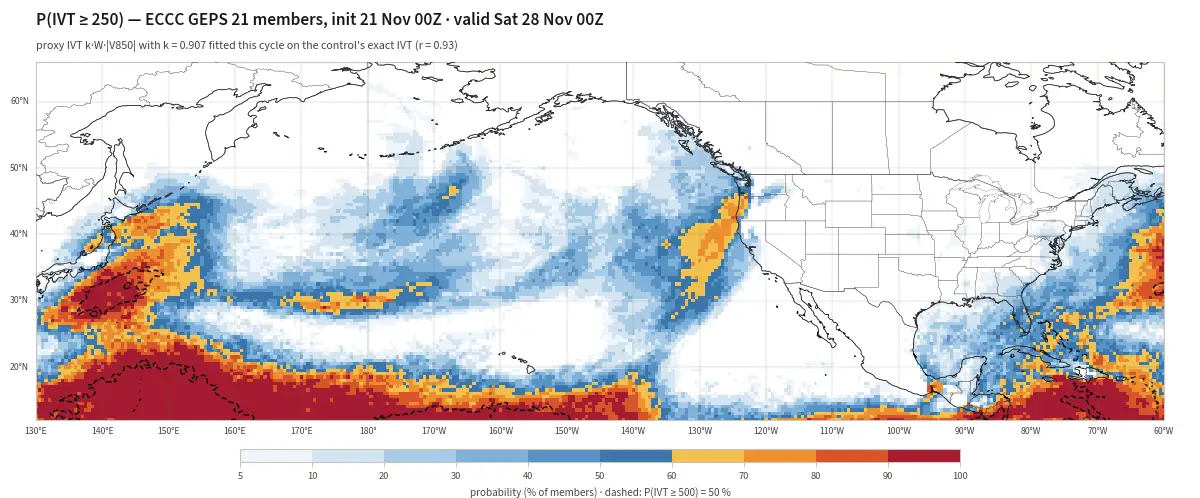 P(IVT ≥ 250) — ECCC GEPS 21 members, init 21 Nov 00Z · valid Sat 28 Nov 00Z
proxy IVT k·W·|V850| with k = 0.907 fitted this cycle on the control's exact IVT (r = 0.93)
60°N
50°N
40°N
30°N
20°N
130°E 140°E 150°E 160°E 170°E 180°E 170°W 160°W 150°W 140°W 130°W 120°W 110°W 100°W 90°W 80°W 70°W 60°W
5 10 20 30 40 50 60 70 80 90 100
probability (% of members) · dashed: P(IVT ≥ 500) = 50 %